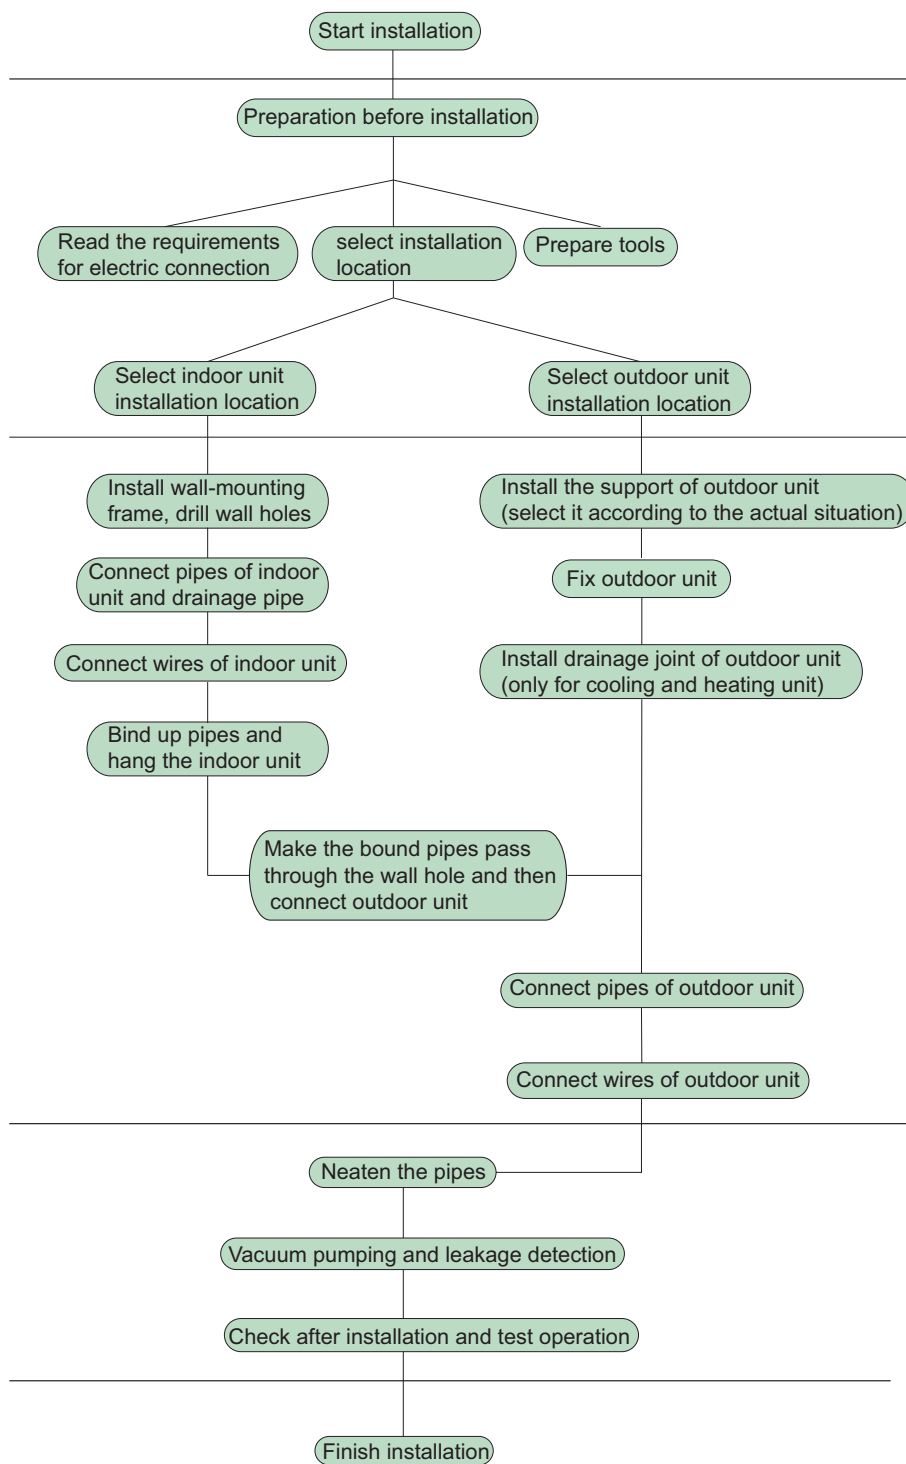 Start installation
Preparation before installation
Read the requirements
for electric connection
select installation
location
Prepare tools
Select indoor unit
installation location
Select outdoor unit
installation location
Install wall-mounting
frame, drill wall holes
Install the support of outdoor unit
(select it according to the actual situation)
Connect pipes of indoor
unit and drainage pipe
Fix outdoor unit
Connect wires of indoor unit
Install drainage joint of outdoor unit
(only for cooling and heating unit)
Bind up pipes and
hang the indoor unit
Make the bound pipes pass
through the wall hole and then
connect outdoor unit
Connect pipes of outdoor unit
Connect wires of outdoor unit
Neaten the pipes
Vacuum pumping and leakage detection
Check after installation and test operation
Finish installation